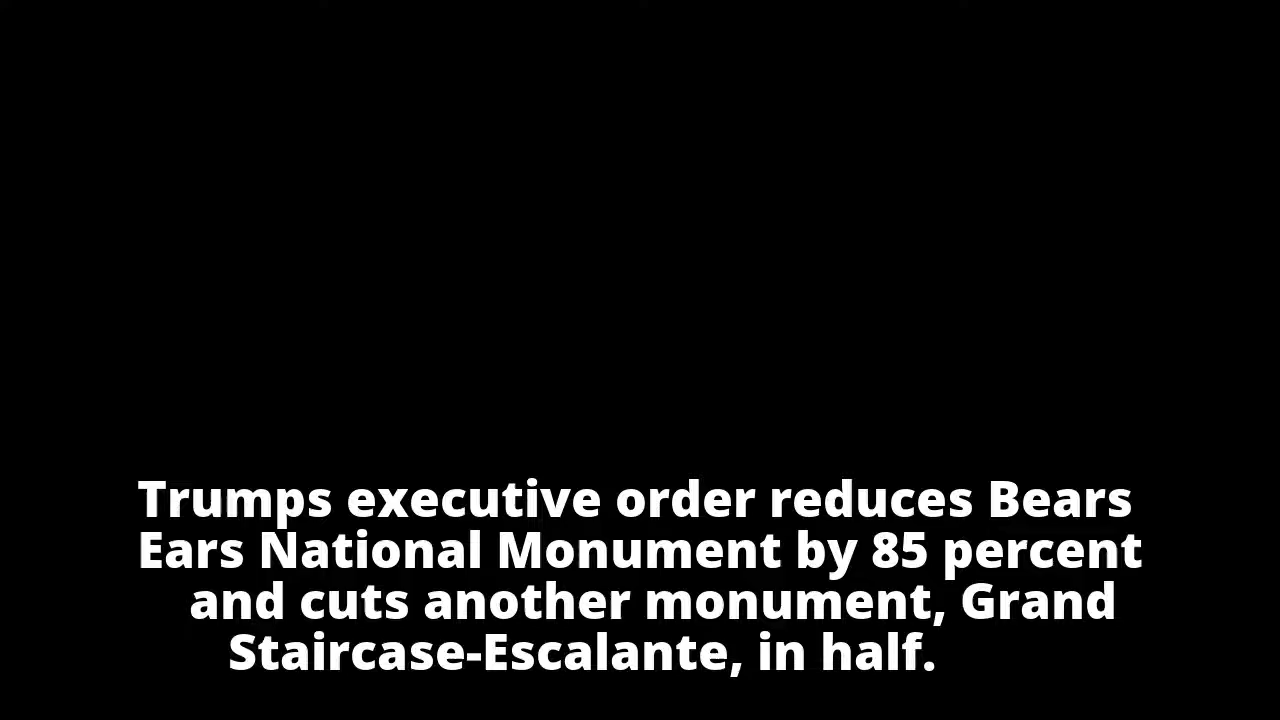 Trumps executive order reduces Bears
Ears National Monument by 85 percent
and cuts another monument, Grand
Staircase-Escalante, in half.